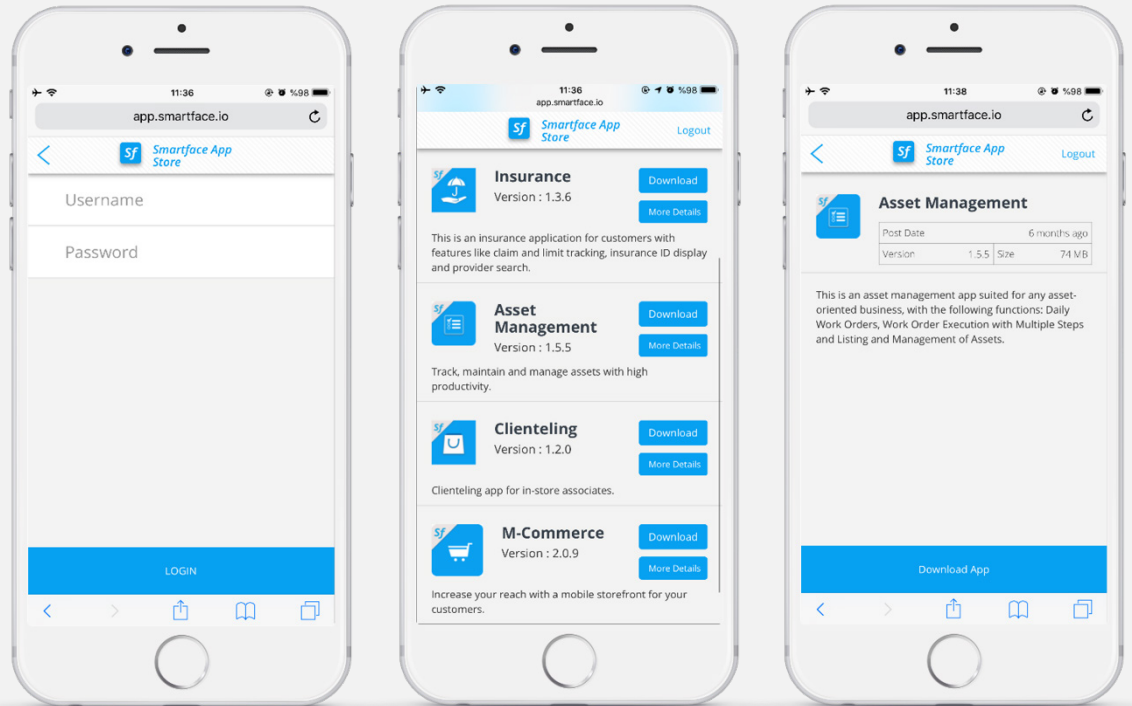 11:36
%98
app.smartface.io
Sf
Smartface App
Store
Username
Password
LOGIN
11:36
%98
app.smartface.io
Sf
Smartface App
Store
Logout
Sf
Insurance
Version : 1.3.6
Download
More Details
This is an insurance application for customers with
features like claim and limit tracking, insurance ID display
and provider search.
Sf
Asset
Management
Version : 1.5.5
Download
More Details
Track, maintain and manage assets with high
productivity.
Sf
Clienteling
Version : 1.2.0
Download
More Details
Clienteling app for in-store associates.
Sf
M-Commerce
Version : 2.0.9
Download
More Details
Increase your reach with a mobile storefront for your
customers.
11:38
%98
app.smartface.io
Sf
Smartface App
Store
Logout
Sf
Asset Management
Post Date 6 months ago
Version 1.5.5 Size 74 MB
This is an asset management app suited for any asset-
oriented business, with the following functions: Daily
Work Orders, Work Order Execution with Multiple Steps
and Listing and Management of Assets.
Download App